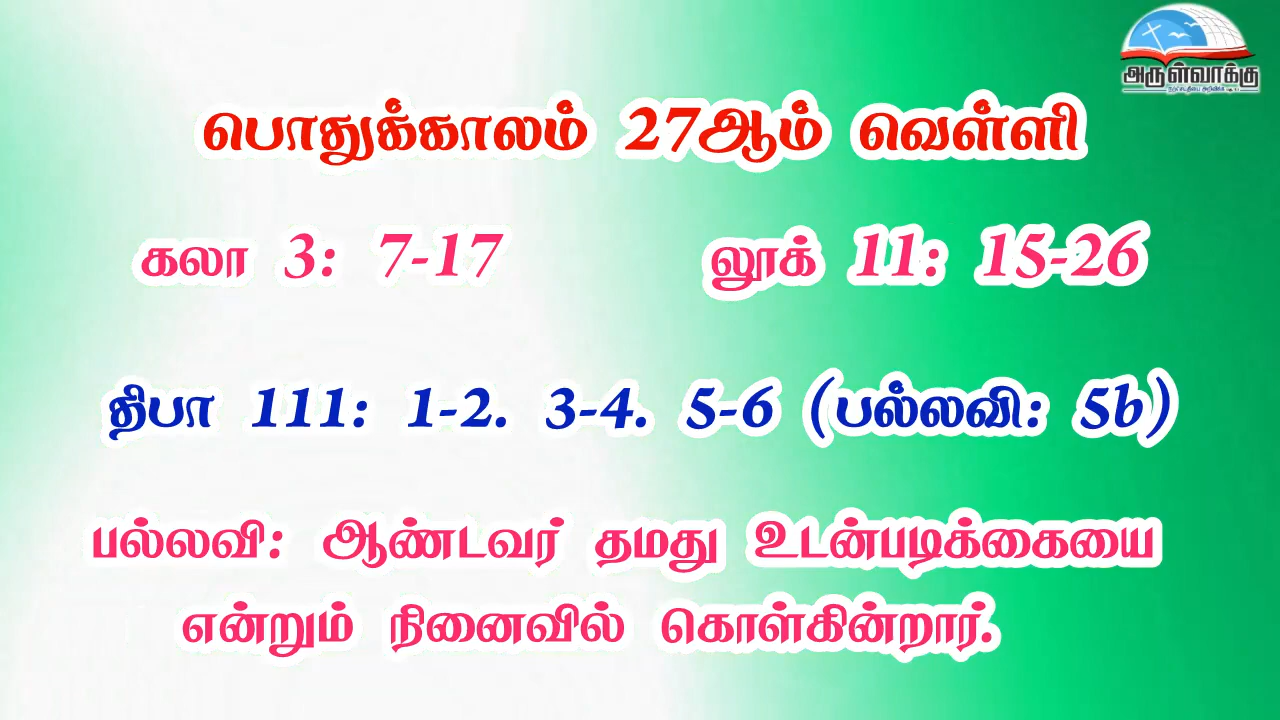 அருள்வாக்கு
பொதுக்காலம் 27ஆம் வெள்ளி
கலா 3: 7-17 லூக் 11: 15-26
திபா 111: 1-2. 3-4. 5-6 (பல்லவி: 5b)
பல்லவி: ஆண்டவர் தமது உடன்படிக்கையை
என்றும் நினைவில் கொள்கின்றார்.